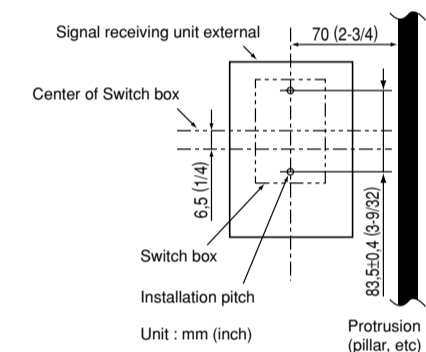 Signal receiving unit external
70 (2-3/4)
Center of Switch box
6,5 (1/4)
83,5±0,4 (3-9/32)
Switch box
Installation pitch
Unit : mm (inch)
Protrusion
(pillar, etc)